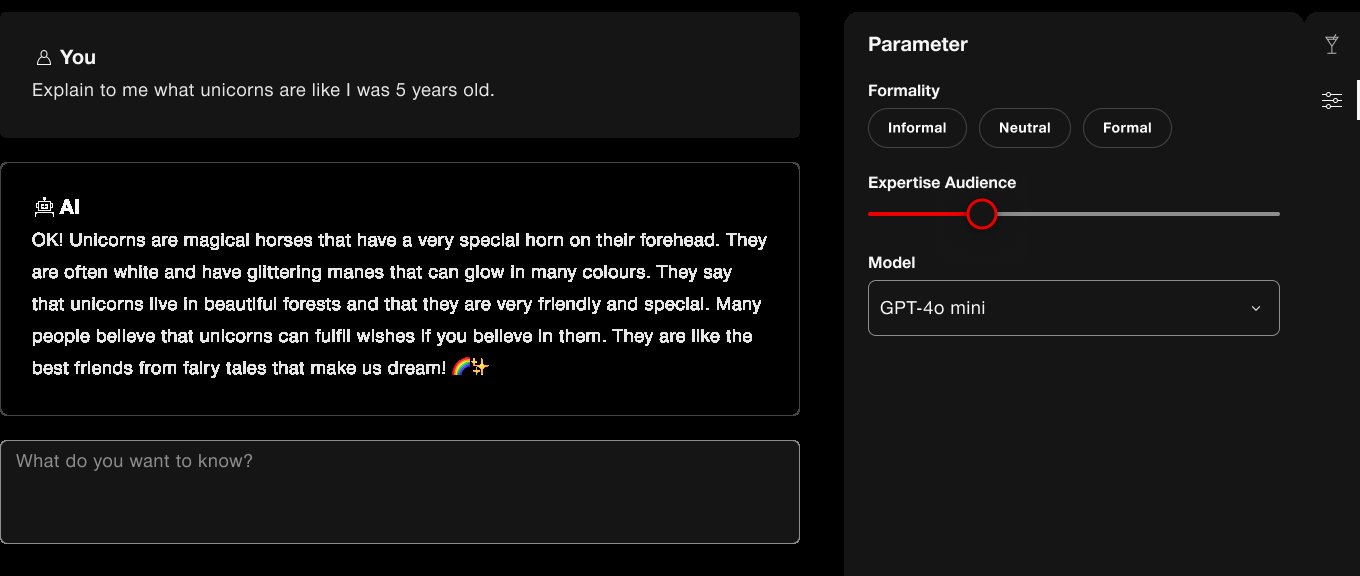 You
Explain to me what unicorns are like I was 5 years old.
AI
OK! Unicorns are magical horses that have a very special horn on their forehead. They
are often white and have glittering manes that can glow in many colours. They say
that unicorns live in beautiful forests and that they are very friendly and special. Many
people believe that unicorns can fulfil wishes if you believe in them. They are like the
best friends from fairy tales that make us dream! 🌈✨
What do you want to know?
Parameter
Formality
Informal Neutral Formal
Expertise Audience
Model
GPT-4o mini